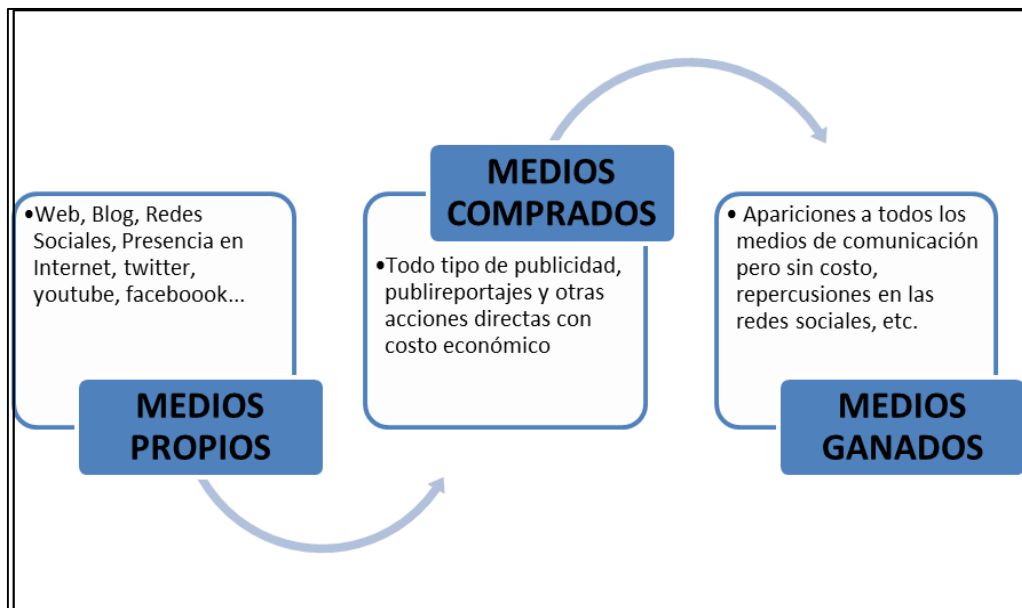 •Web, Blog, Redes
Sociales, Presencia en
Internet, twitter,
youtube, faceboook...
MEDIOS
PROPIOS
MEDIOS
COMPRADOS
•Todo tipo de publicidad,
publireportajes y otras
acciones directas con
costo económico
• Apariciones a todos los
medios de comunicación
pero sin costo,
repercusiones en las
redes sociales, etc.
MEDIOS
GANADOS